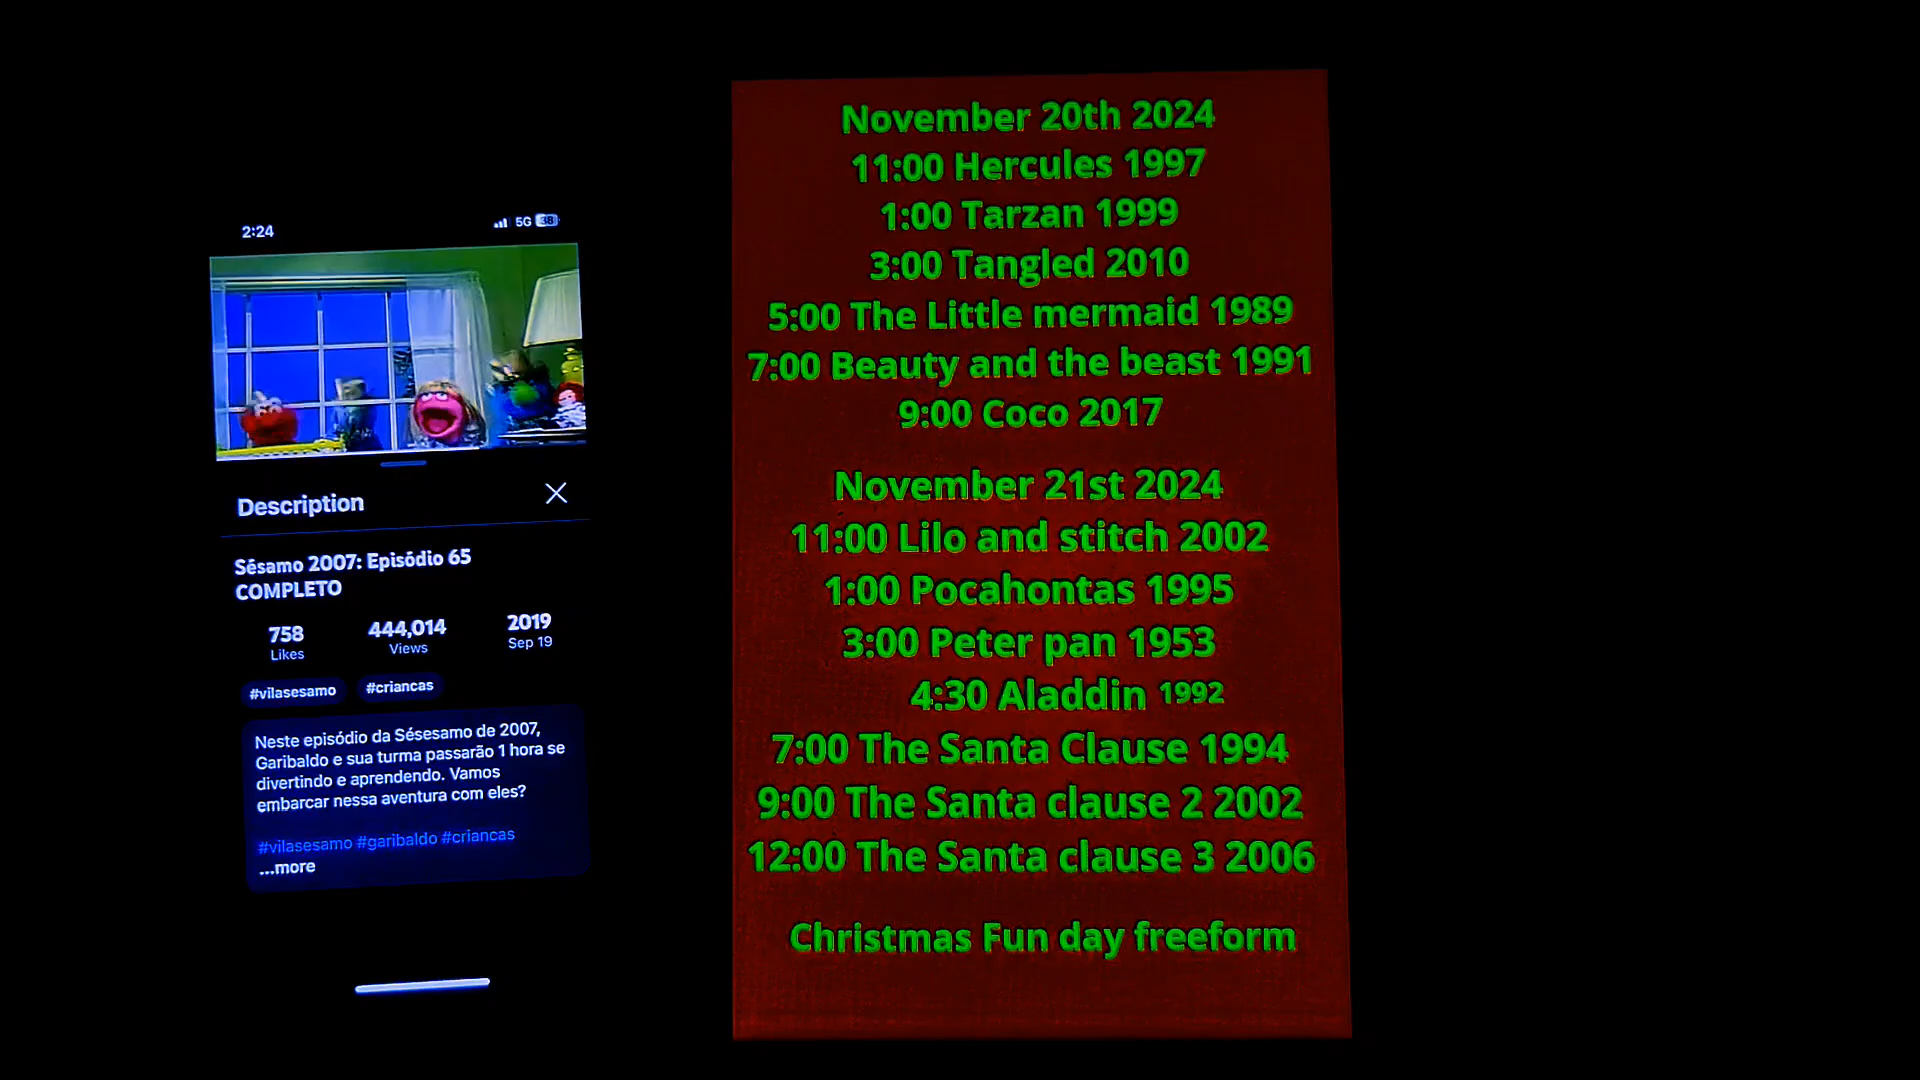 2:24
5G 38
Description
Sésamo 2007: Episódio 65
COMPLETO
758
Likes
444,014
Views
2019
Sep 19
#vilasesamo #criancas
Neste episódio da Sésesamo de 2007,
Garibaldo e sua turma passarão 1 hora se
divertindo e aprendendo. Vamos
embarcar nessa aventura com eles?
#vilasesamo #garibaldo #criancas
...more
November 20th 2024
11:00 Hercules 1997
1:00 Tarzan 1999
3:00 Tangled 2010
5:00 The Little mermaid 1989
7:00 Beauty and the beast 1991
9:00 Coco 2017
November 21st 2024
11:00 Lilo and stitch 2002
1:00 Pocahontas 1995
3:00 Peter pan 1953
4:30 Aladdin 1992
7:00 The Santa Clause 1994
9:00 The Santa clause 2 2002
12:00 The Santa clause 3 2006
Christmas Fun day freeform